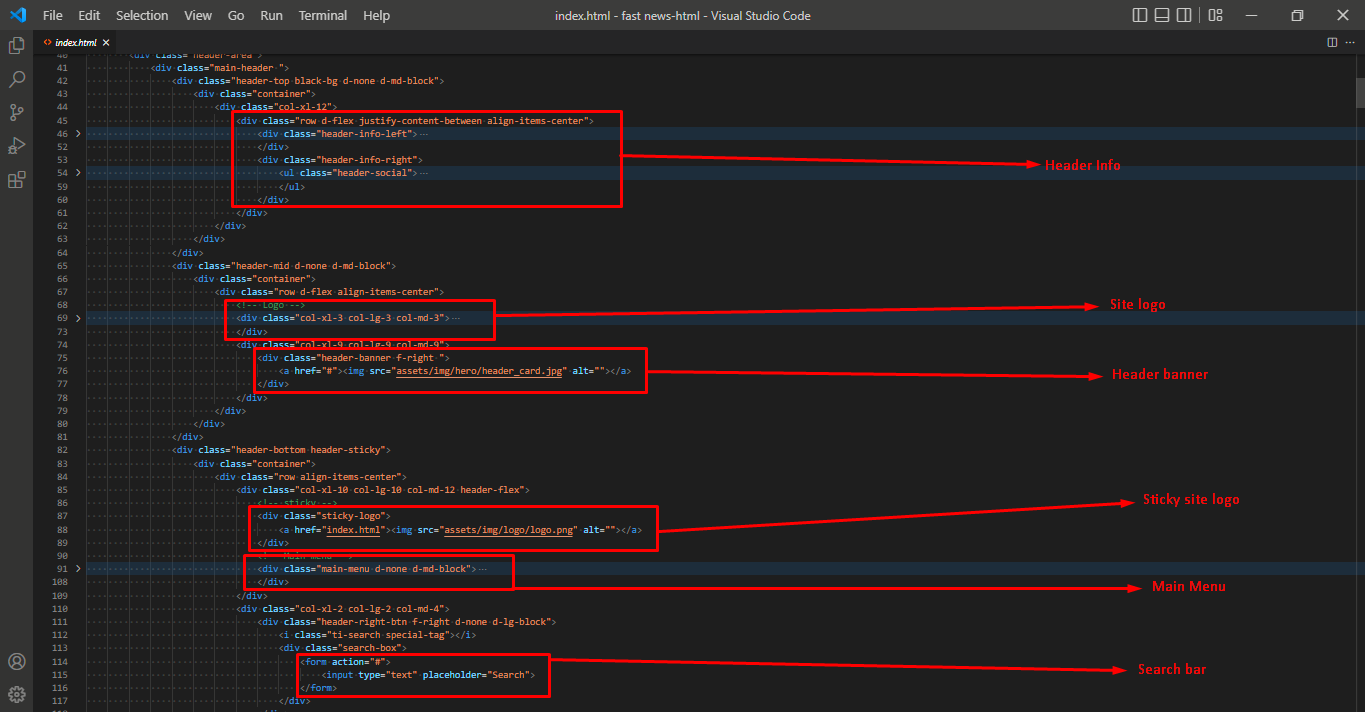 File Edit Selection View Go Run Terminal Help index.html - fast news-html - Visual Studio Code
index.html
40 <div class="header-area">
41 <div class="main-header ">
42 <div class="header-top black-bg d-none d-md-block">
43 <div class="container">
44 <div class="col-xl-12">
45 <div class="row d-flex justify-content-between align-items-center">
46 <div class="header-info-left">···
52 </div>
53 <div class="header-info-right">
54 <ul class="header-social">···
59 </ul>
60 </div>
61 </div>
62 </div>
63 </div>
64 </div>
65 <div class="header-mid d-none d-md-block">
66 <div class="container">
67 <div class="row d-flex align-items-center">
68 <!-- Logo -->
69 <div class="col-xl-3 col-lg-3 col-md-3">···
73 </div>
74 <div class="col-xl-9 col-lg-9 col-md-9">
75 <div class="header-banner f-right ">
76 <a href="#"><img src="assets/img/hero/header_card.jpg" alt=""></a>
77 </div>
78 </div>
79 </div>
80 </div>
81 </div>
82 <div class="header-bottom header-sticky">
83 <div class="container">
84 <div class="row align-items-center">
85 <div class="col-xl-10 col-lg-10 col-md-12 header-flex">
86 <!-- sticky -->
87 <div class="sticky-logo">
88 <a href="index.html"><img src="assets/img/logo/logo.png" alt=""></a>
89 </div>
90 <!-- Main-menu -->
91 <div class="main-menu d-none d-md-block">···
108 </div>
109 </div>
110 <div class="col-xl-2 col-lg-2 col-md-4">
111 <div class="header-right-btn f-right d-none d-lg-block">
112 <i class="ti-search special-tag"></i>
113 <div class="search-box">
114 <form action="#">
115 <input type="text" placeholder="Search">
116 </form>
117 </div>
Header Info
Site logo
Header banner
Sticky site logo
Main Menu
Search bar